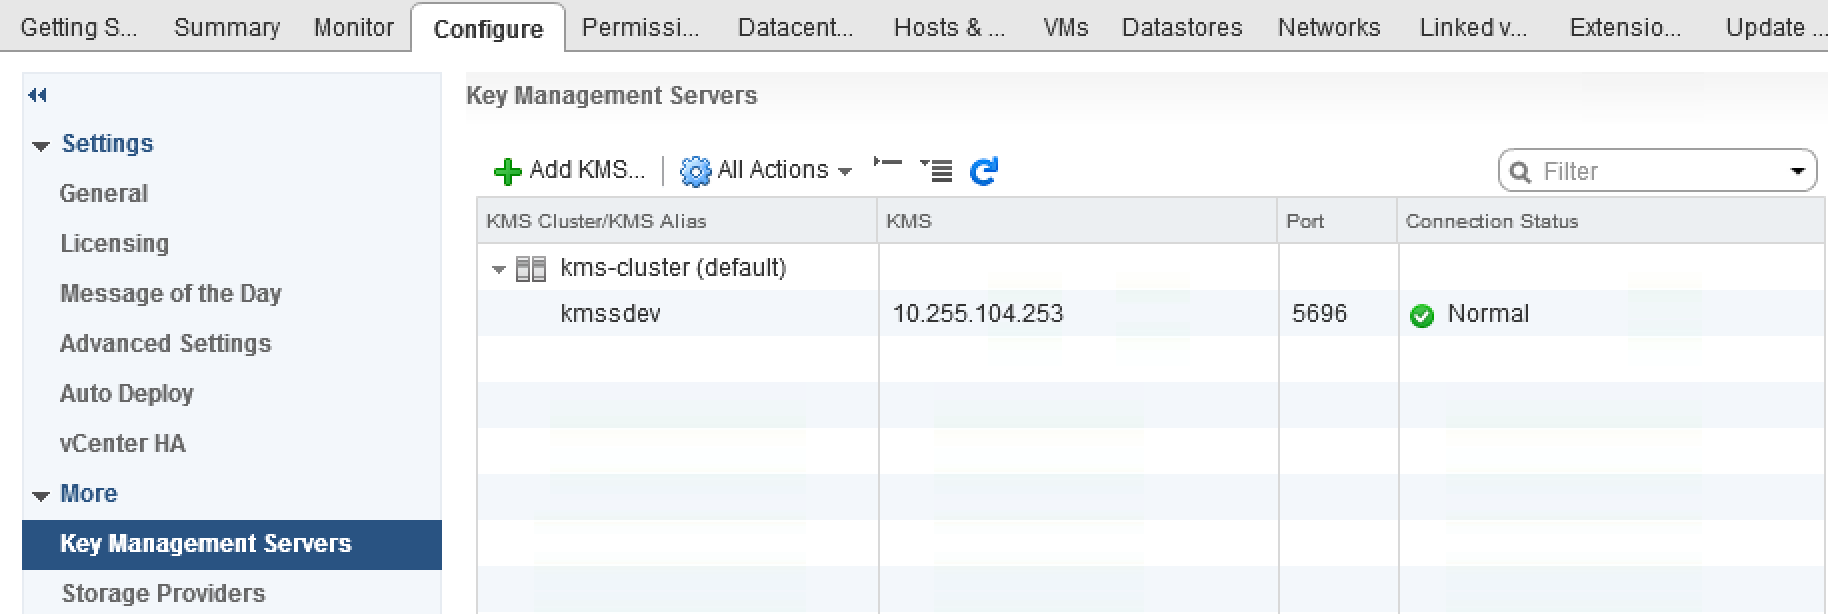 Getting S... Summary Monitor Configure Permissi... Datacent... Hosts & ... VMs Datastores Networks Linked v... Extensio... Update ...
Settings
General
Licensing
Message of the Day
Advanced Settings
Auto Deploy
vCenter HA
More
Key Management Servers
Storage Providers
Key Management Servers
Add KMS... All Actions Filter
KMS Cluster/KMS Alias KMS Port Connection Status
kms-cluster (default)
kmssdev 10.255.104.253 5696 Normal